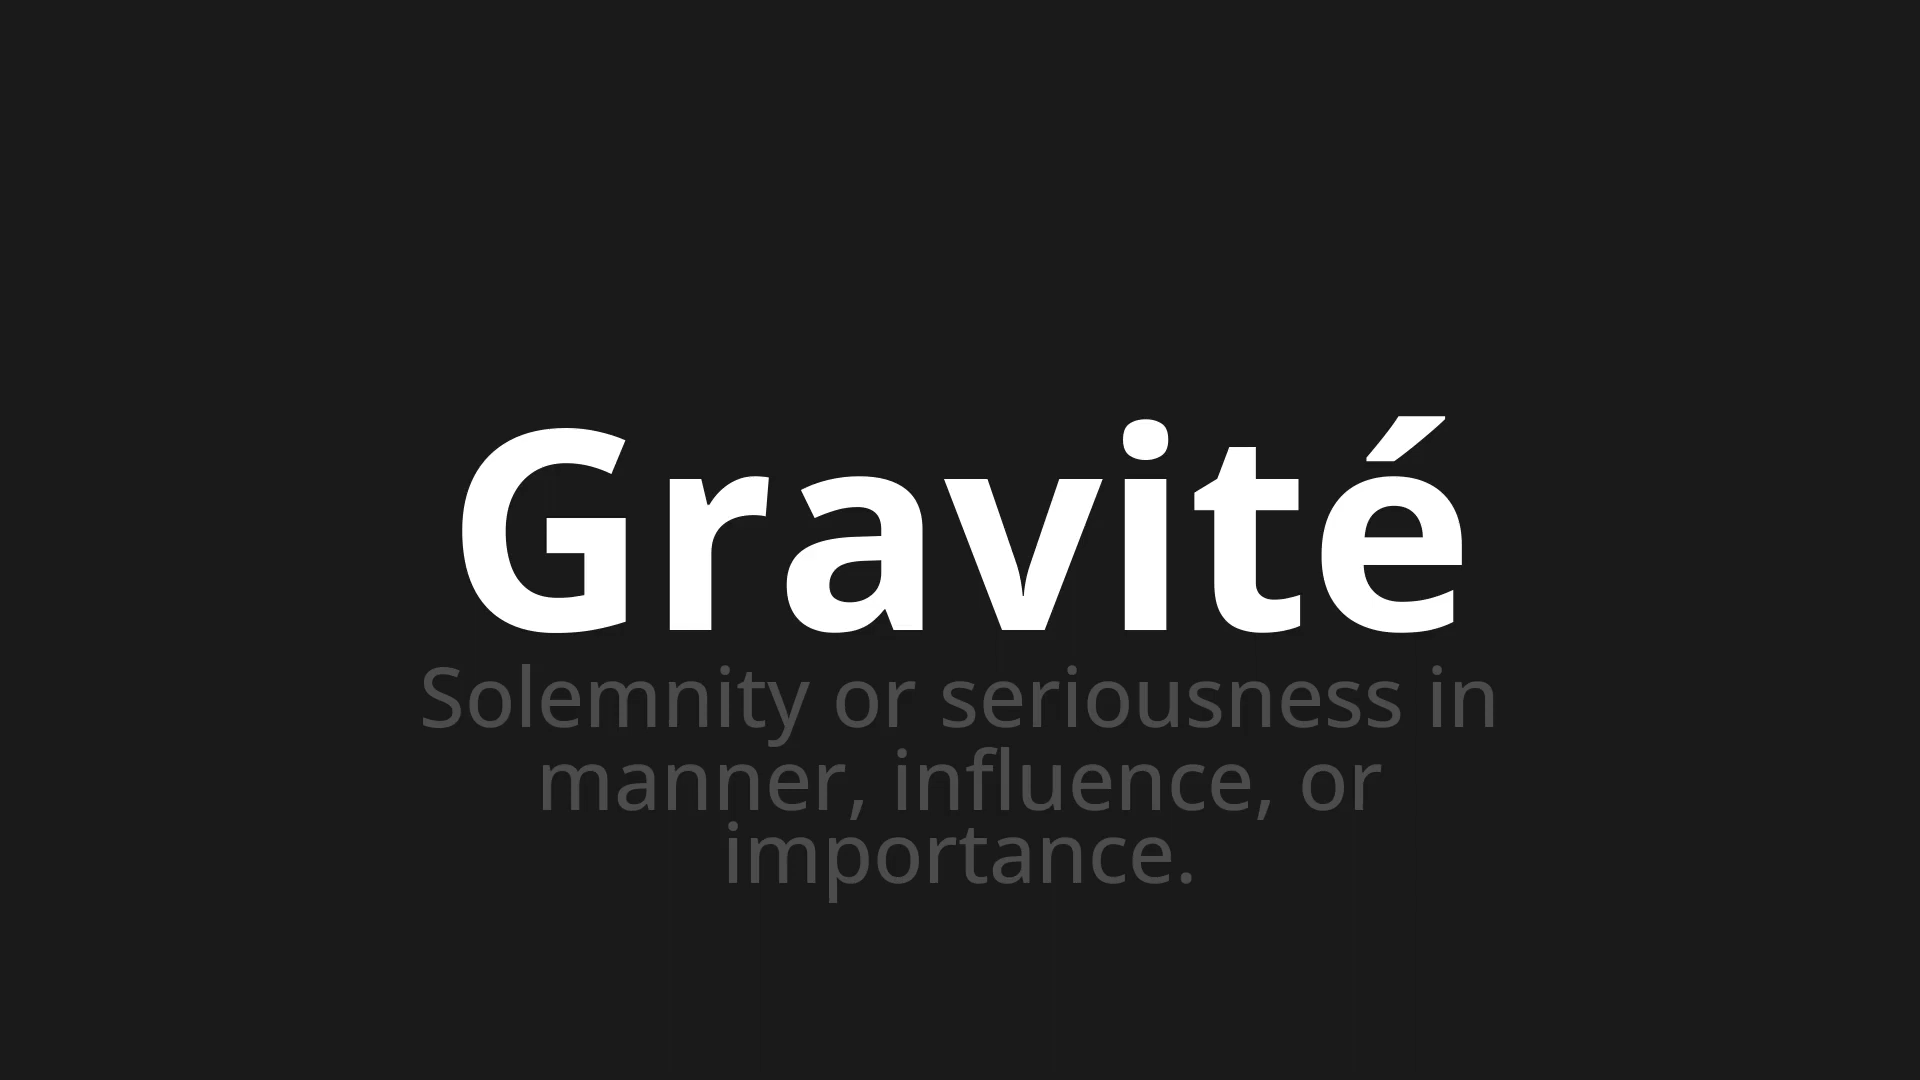 Gravité
Solemnity or seriousness in
manner, influence, or
importance.